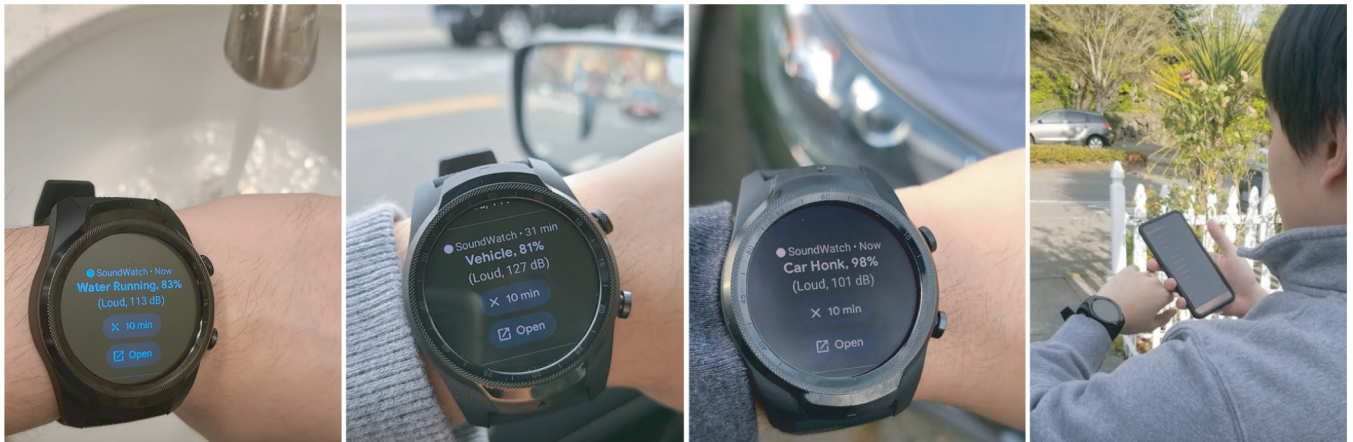 SoundWatch • Now
Water Running, 83%
(Loud, 113 dB)
10 min
Open
SoundWatch • 31 min
Vehicle, 81%
(Loud, 127 dB)
10 min
Open
60
SoundWatch • Now
Car Honk, 98%
(Loud, 101 dB)
10 min
Open